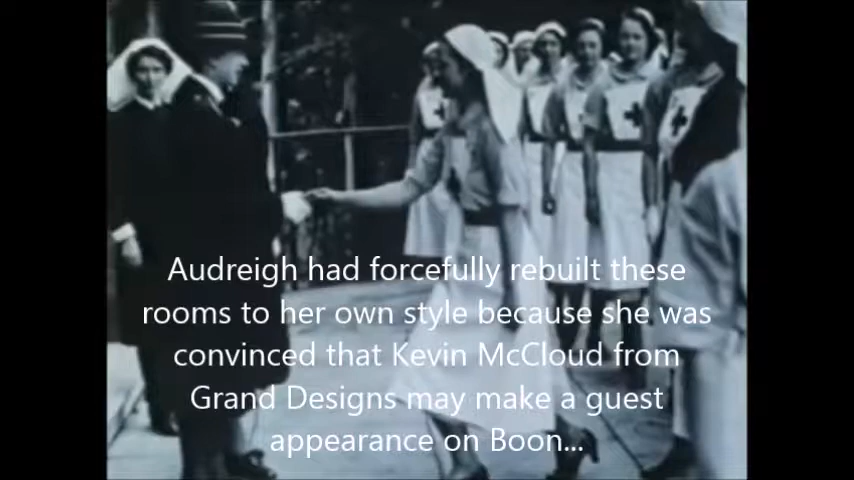 Audreigh had forcefully rebuilt these
rooms to her own style because she was
convinced that Kevin McCloud from
Grand Designs may make a guest
appearance on Boon...